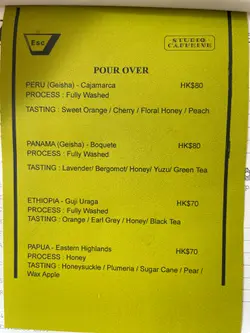 Esc
STUDIO
CAFFEINE
POUR OVER
PERU (Geisha) - Cajamarca HK$80
PROCESS : Fully Washed
TASTING : Sweet Orange / Cherry / Floral Honey / Peach
PANAMA (Geisha) - Boquete HK$80
PROCESS : Fully Washed
TASTING : Lavender/ Bergomot/ Honey/ Yuzu/ Green Tea
ETHIOPIA - Guji Uraga HK$70
PROCESS : Fully Washed
TASTING : Orange / Earl Grey / Honey/ Black Tea
PAPUA - Eastern Highlands HK$70
PROCESS : Honey
TASTING : Honeysuckle / Plumeria / Sugar Cane / Pear /
Wax Apple